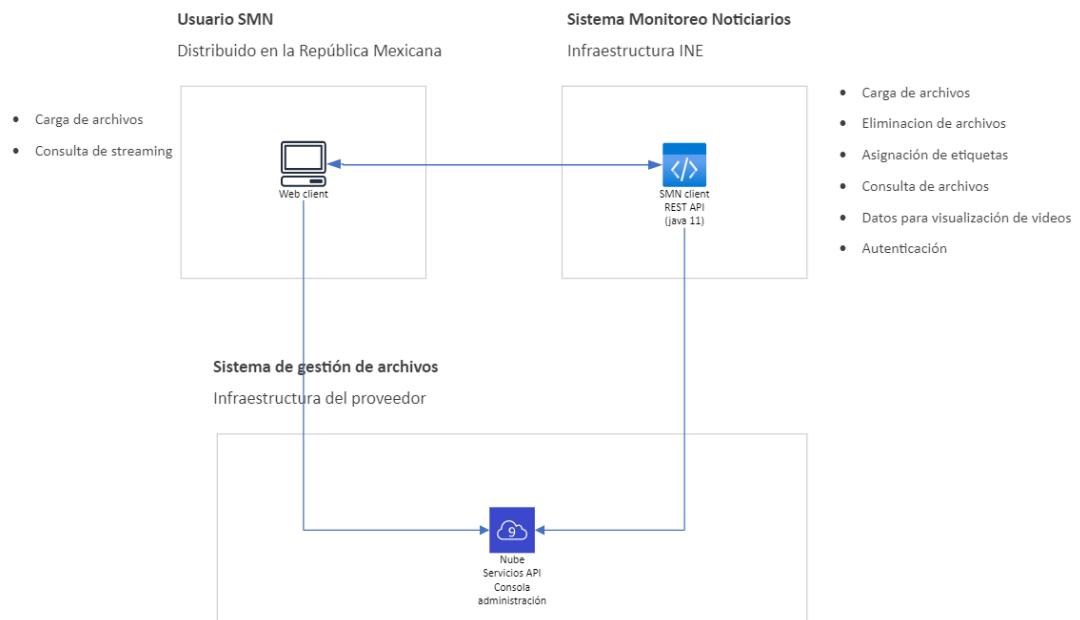 Usuario SMN
Distribuido en la República Mexicana
Sistema Monitoreo Noticiarios
Infraestructura INE
• Carga de archivos
• Consulta de streaming
Web client
SMN client
REST API
(java 11)
• Carga de archivos
• Eliminacion de archivos
• Asignación de etiquetas
• Consulta de archivos
• Datos para visualización de videos
• Autenticación
Sistema de gestión de archivos
Infraestructura del proveedor
9
Nube
Servicios API
Consola
administración